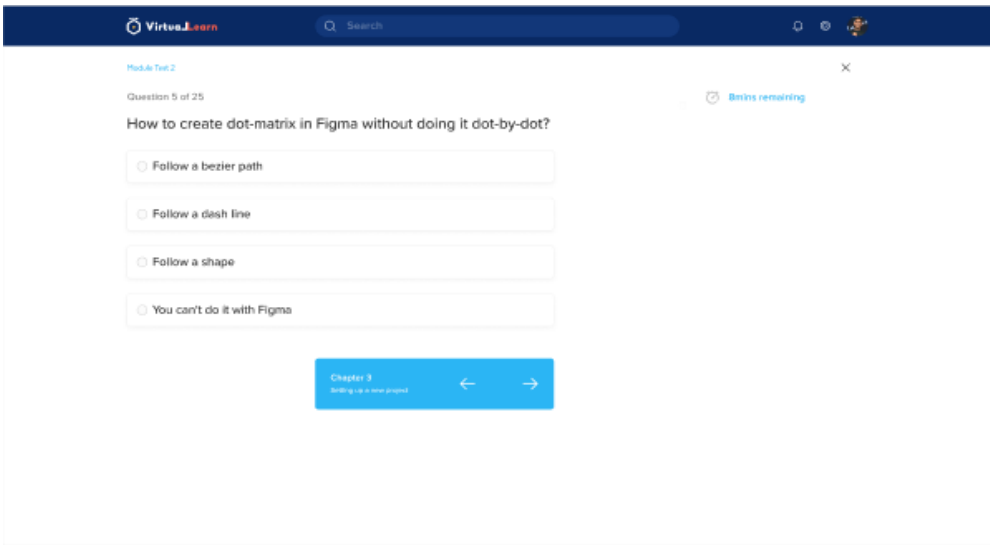 VirtualLearn
Search
Module Test 2
Question 5 of 25
8mins remaining
How to create dot-matrix in Figma without doing it dot-by-dot?
Follow a bezier path
Follow a dash line
Follow a shape
You can't do it with Figma
Chapter 3
Setting up a new project